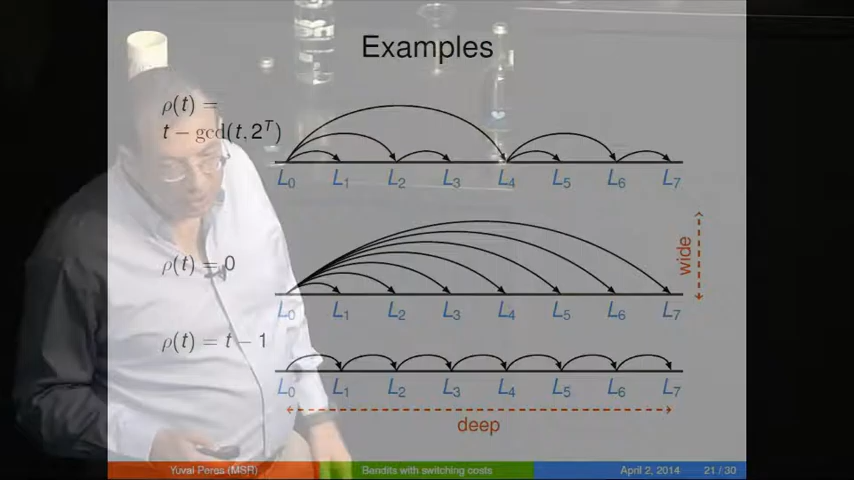 Examples
ρ(t) =
t − gcd(t, 2^T)
L0 L1 L2 L3 L4 L5 L6 L7
wide
ρ(t) = 0
L0 L1 L2 L3 L4 L5 L6 L7
ρ(t) = t − 1
L0 L1 L2 L3 L4 L5 L6 L7
deep
Yuval Peres (MSR) Bandits with switching costs April 2, 2014 21 / 30